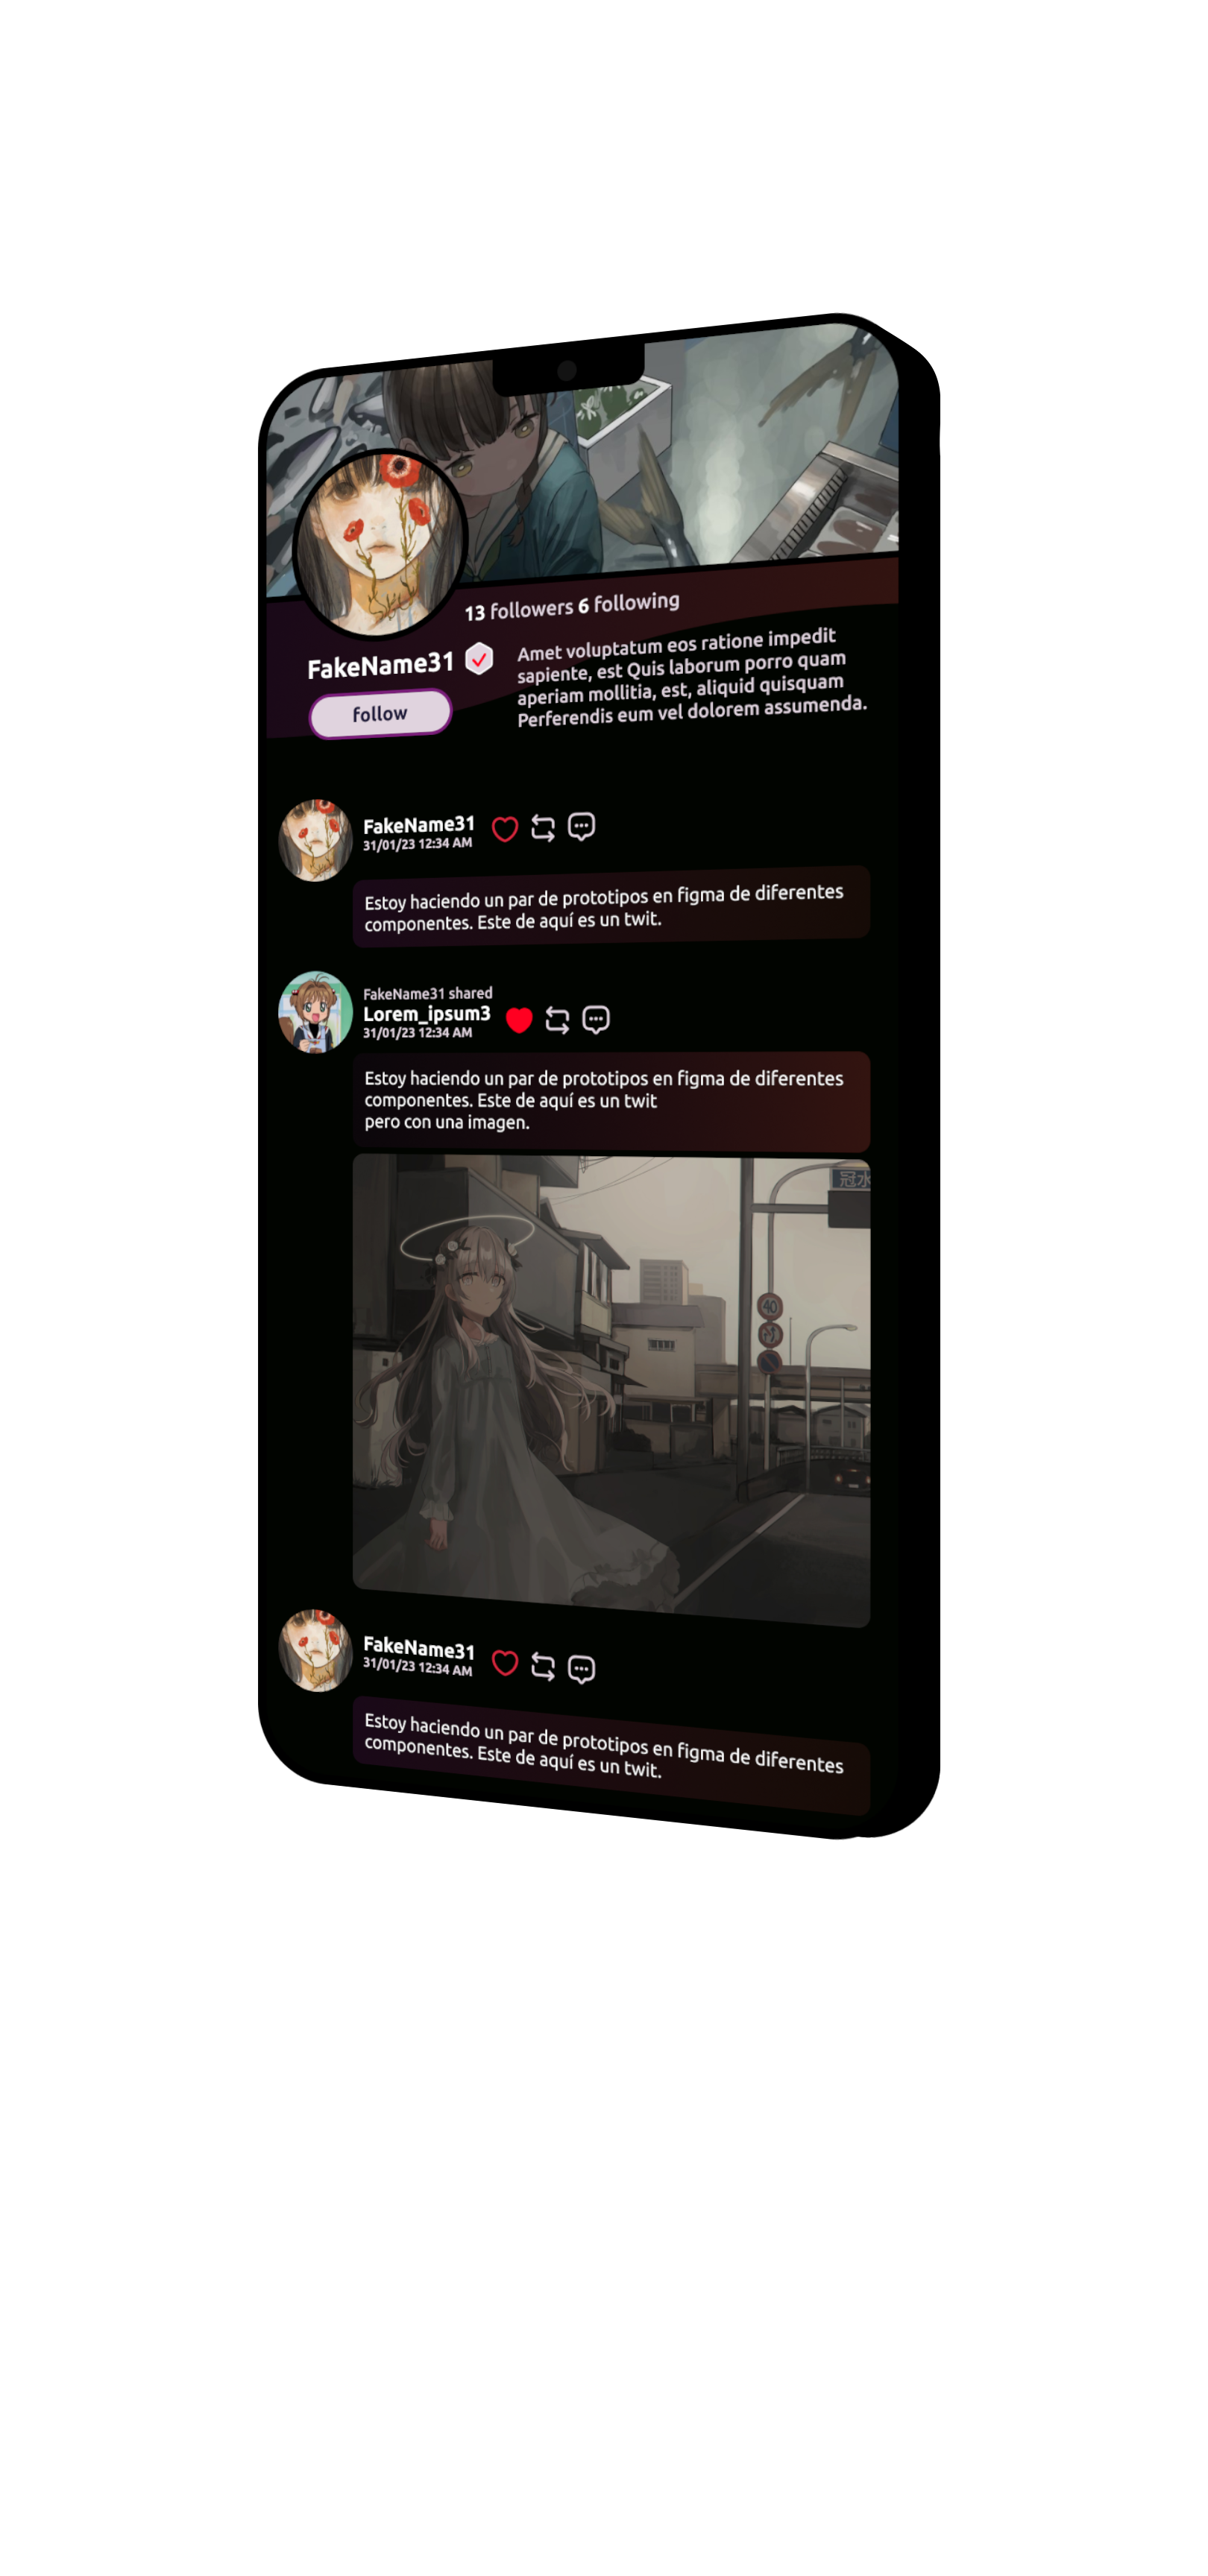 13 followers 6 following
FakeName31
follow
Amet voluptatum eos ratione impedit
sapiente, est Quis laborum porro quam
aperiam mollitia, est, aliquid quisquam
Perferendis eum vel dolorem assumenda.
FakeName31
31/01/23 12:34 AM
Estoy haciendo un par de prototipos en figma de diferentes
componentes. Este de aquí es un twit.
FakeName31 shared
Lorem_ipsum3
31/01/23 12:34 AM
Estoy haciendo un par de prototipos en figma de diferentes
componentes. Este de aquí es un twit
pero con una imagen.
冠水
40
FakeName31
31/01/23 12:34 AM
Estoy haciendo un par de prototipos en figma de diferentes
componentes. Este de aquí es un twit.